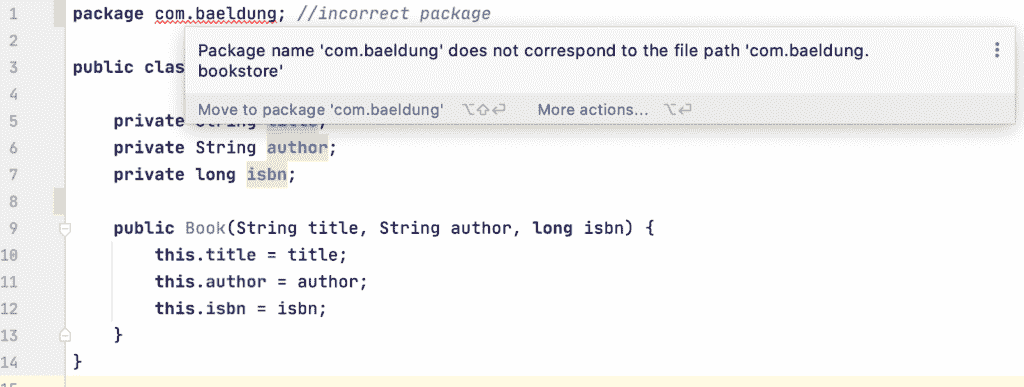 1 package com.baeldung; //incorrect package
Package name 'com.baeldung' does not correspond to the file path 'com.baeldung.
bookstore'
Move to package 'com.baeldung' ⌥⇧⏎ More actions... ⌥⏎
2
3 public clas
4
5 private String title;
6 private String author;
7 private long isbn;
8
9 public Book(String title, String author, long isbn) {
10 this.title = title;
11 this.author = author;
12 this.isbn = isbn;
13 }
14 }
15